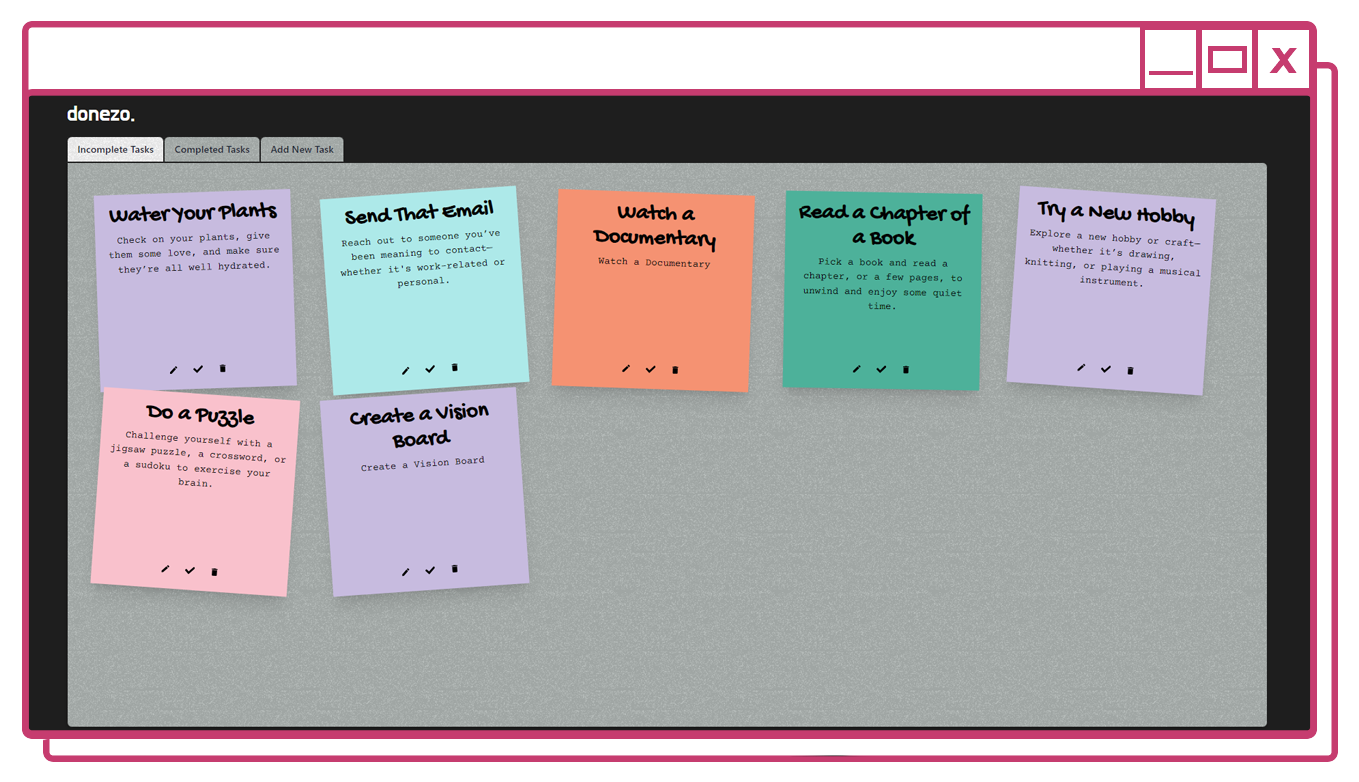 X
donezo.
Incomplete Tasks
Completed Tasks
Add New Task
Water Your Plants
Check on your plants, give
them some love, and make sure
they’re all well hydrated.
Send That Email
Reach out to someone you’ve
been meaning to contact—
whether it's work-related or
personal.
Watch a
Documentary
Watch a Documentary
Read a Chapter of
a Book
Pick a book and read a
chapter, or a few pages, to
unwind and enjoy some quiet
time.
Try a New Hobby
Explore a new hobby or craft—
whether it’s drawing,
knitting, or playing a musical
instrument.
Do a Puzzle
Challenge yourself with a
jigsaw puzzle, a crossword, or
a sudoku to exercise your
brain.
Create a Vision
Board
Create a Vision Board